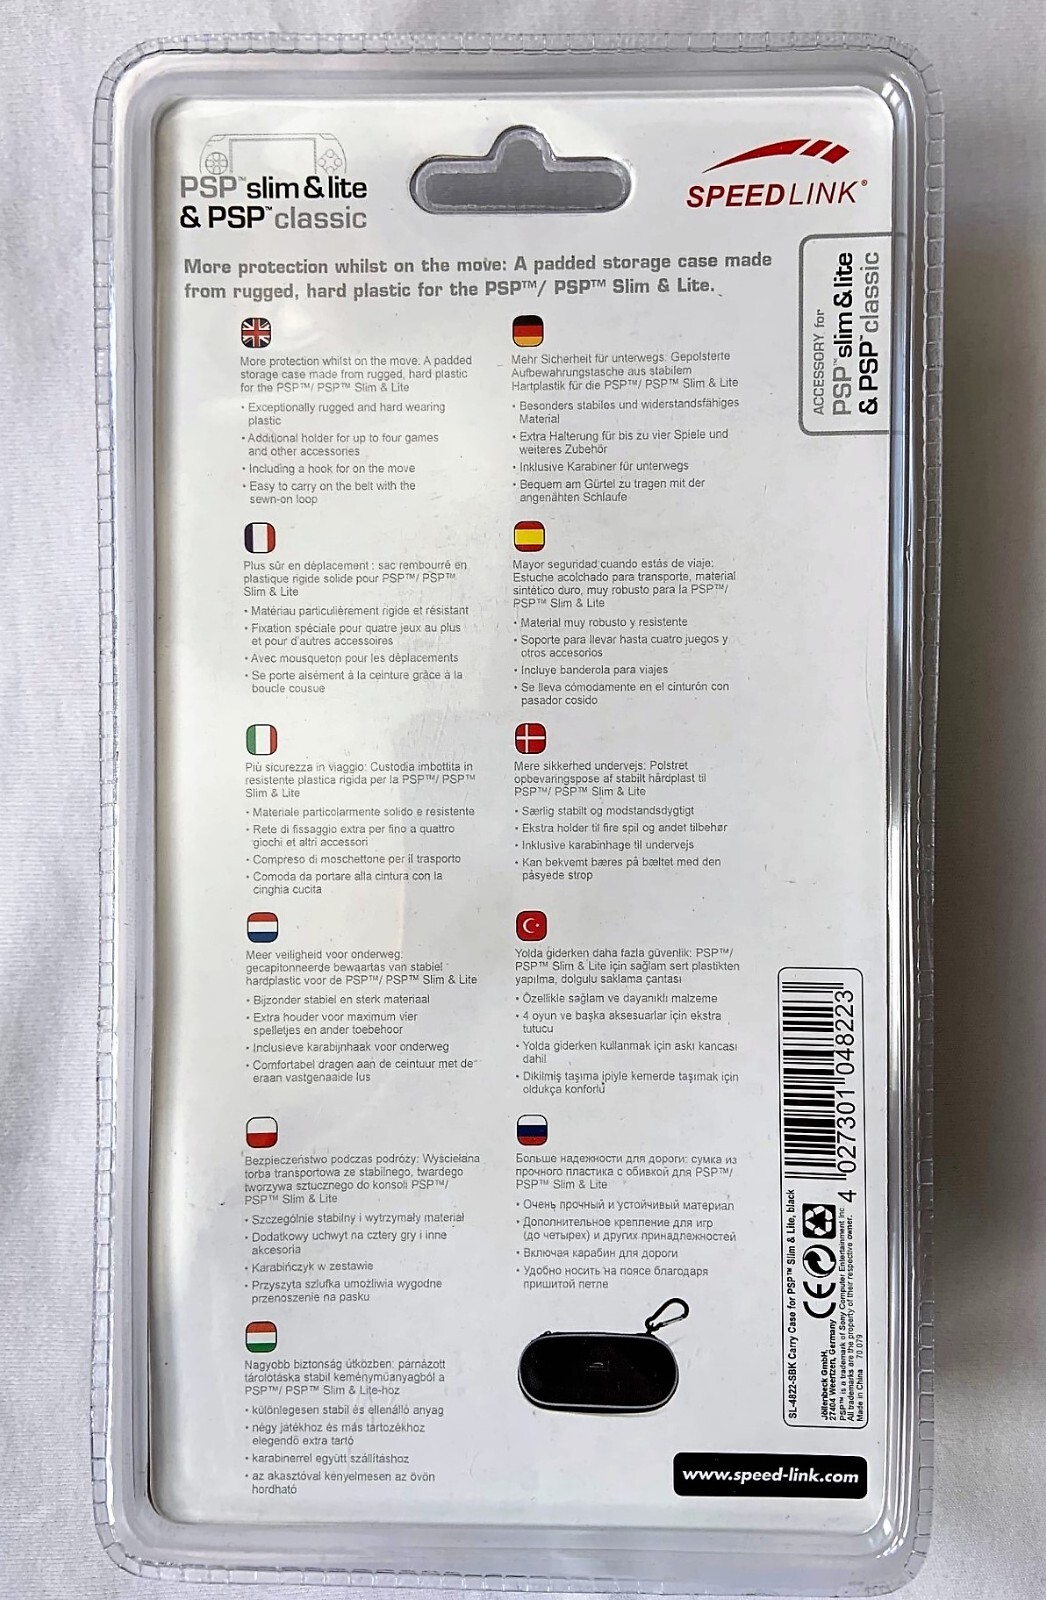 PSP™ slim & lite
& PSP™ classic
SPEEDLINK®
More protection whilst on the move: A padded storage case made
from rugged, hard plastic for the PSP™/ PSP™ Slim & Lite.
ACCESSORY for
PSP™ slim & lite
& PSP™ classic
More protection whilst on the move. A padded
storage case made from rugged, hard plastic
for the PSP™/ PSP™ Slim & Lite
• Exceptionally rugged and hard wearing
plastic
• Additional holder for up to four games
and other accessories
• Including a hook for on the move
• Easy to carry on the belt with the
sewn-on loop
Mehr Sicherheit für unterwegs: Gepolsterte
Aufbewahrungstasche aus stabilem
Hartplastik für die PSP™/ PSP™ Slim & Lite
• Besonders stabiles und widerstandsfähiges
Material
• Extra Halterung für bis zu vier Spiele und
weiteres Zubehör
• Inklusive Karabiner für unterwegs
• Bequem am Gürtel zu tragen mit der
angenähten Schlaufe
Plus sûr en déplacement : sac rembourré en
plastique rigide solide pour PSP™/ PSP™
Slim & Lite
• Matériau particulièrement rigide et résistant
• Fixation spéciale pour quatre jeux au plus
et pour d'autres accessoires
• Avec mousqueton pour les déplacements
• Se porte aisément à la ceinture grâce à la
boucle cousue
Mayor seguridad cuando estás de viaje:
Estuche acolchado para transporte, material
sintético duro, muy robusto para la PSP™/
PSP™ Slim & Lite
• Material muy robusto y resistente
• Soporte para llevar hasta cuatro juegos y
otros accesorios
• Incluye banderola para viajes
• Se lleva cómodamente en el cinturón con
pasador cosido
Più sicurezza in viaggio: Custodia imbottita in
resistente plastica rigida per la PSP™/ PSP™
Slim & Lite
• Materiale particolarmente solido e resistente
• Rete di fissaggio extra per fino a quattro
giochi et altri accessori
• Compreso di moschettone per il trasporto
• Comoda da portare alla cintura con la
cinghia cucita
Mere sikkerhed undervejs: Polstret
opbevaringspose af stabilt hårdplast til
PSP™/ PSP™ Slim & Lite
• Særlig stabilt og modstandsdygtigt
• Ekstra holder til fire spil og andet tilbehør
• Inklusive karabinhage til undervejs
• Kan bekvemt bæres på bæltet med den
påsyede strop
Meer veiligheid voor onderweg:
gecapitonneerde bewaartas van stabiel
hardplastic voor de PSP™/ PSP™ Slim & Lite
• Bijzonder stabiel en sterk materiaal
• Extra houder voor maximum vier
spelletjes en ander toebehoor
• Inclusieve karabijnhaak voor onderweg
• Comfortabel dragen aan de ceintuur met de
eraan vastgenaaide lus
Yolda giderken daha fazla güvenlik: PSP™/
PSP™ Slim & Lite için sağlam sert plastikten
yapılma, dolgulu saklama çantası
• Özellikle sağlam ve dayanıklı malzeme
• 4 oyun ve başka aksesuarlar için ekstra
tutucu
• Yolda giderken kullanmak için askı kancası
dahil
• Dikilmiş taşıma ipiyle kemerde taşımak için
oldukça konforlu
Bezpieczeństwo podczas podróży: Wyściełana
torba transportowa ze stabilnego, twardego
tworzywa sztucznego do konsoli PSP™/
PSP™ Slim & Lite
• Szczególnie stabilny i wytrzymały materiał
• Dodatkowy uchwyt na cztery gry i inne
akcesoria
• Karabińczyk w zestawie
• Przyszyta szlufka umożliwia wygodne
przenoszenie na pasku
Больше надежности для дороги: сумка из
прочного пластика с обивкой для PSP™/
PSP™ Slim & Lite
• Очень прочный и устойчивый материал
• Дополнительное крепление для игр
(до четырех) и других принадлежностей
• Включая карабин для дороги
• Удобно носить на поясе благодаря
пришитой петле
Nagyobb biztonság útközben: párnázott
tárolótáska stabil keményműanyagból a
PSP™/ PSP™ Slim & Lite-hoz
• különlegesen stabil és ellenálló anyag
• négy játékhoz és más tartozékhoz
elegendő extra tartó
• karabinerrel együtt szállításhoz
• az akasztóval kényelmesen az övön
hordható
4 027301 048223
SL-4822-SBK Carry Case for PSP™ Slim & Lite, black
CE
Jöllenbeck GmbH,
27404 Weertzen, Germany
PSP™ is a trademark of Sony Computer Entertainment Inc.
All trademarks are the property of their respective owner.
Made in China 70 079
www.speed-link.com